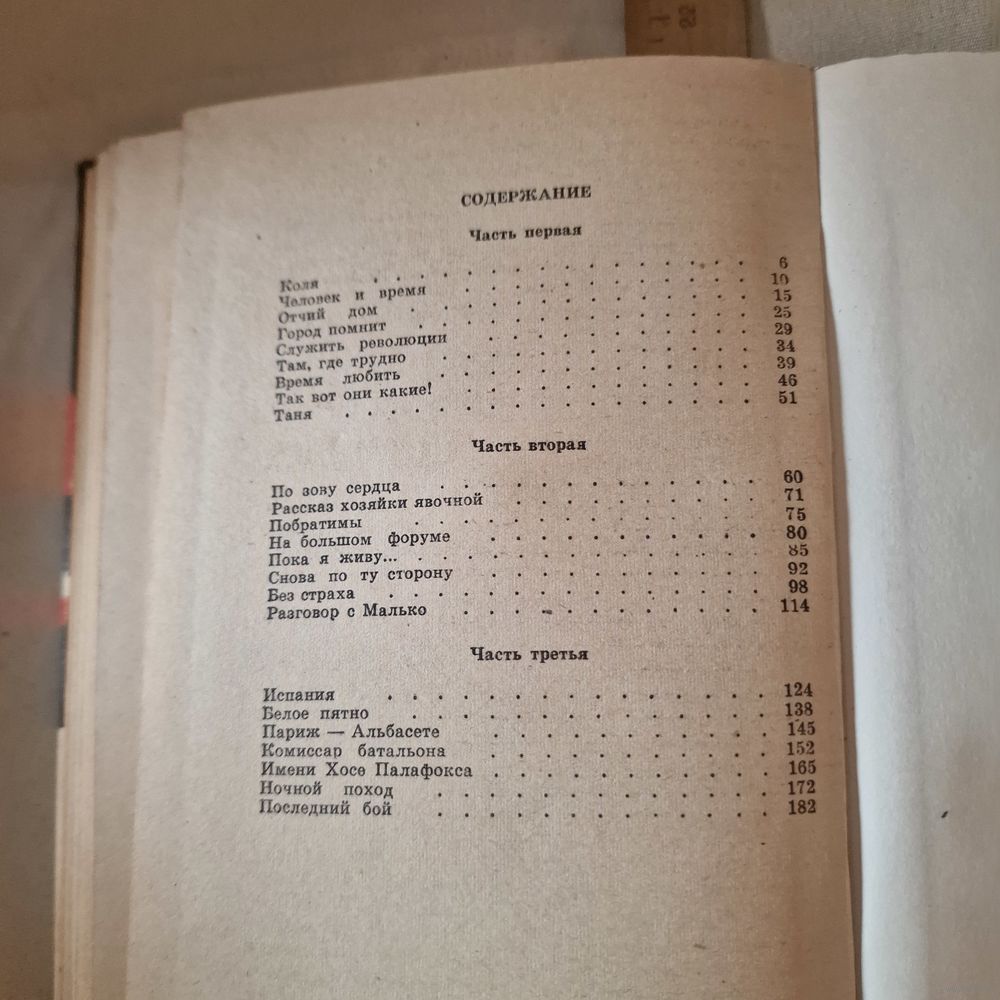 СОДЕРЖАНИЕ
Часть первая
Коля . . . . . . . . . . . . . . . . . 6
Человек и время . . . . . . . . . . . . . 10
Отчий дом . . . . . . . . . . . . . . . 15
Город помнит . . . . . . . . . . . . . . 25
Служить революции . . . . . . . . . . . . 29
Там, где трудно . . . . . . . . . . . . . 34
Время любить . . . . . . . . . . . . . . 39
Так вот они какие! . . . . . . . . . . . . 46
Таня . . . . . . . . . . . . . . . . . 51
Часть вторая
По зову сердца . . . . . . . . . . . . . 60
Рассказ хозяйки явочной . . . . . . . . . . 71
Побратимы . . . . . . . . . . . . . . . 75
На большом форуме . . . . . . . . . . . . 80
Пока я живу... . . . . . . . . . . . . . . 85
Снова по ту сторону . . . . . . . . . . . 92
Без страха . . . . . . . . . . . . . . . 98
Разговор с Малько . . . . . . . . . . . . 114
Часть третья
Испания . . . . . . . . . . . . . . . . 124
Белое пятно . . . . . . . . . . . . . . 138
Париж — Альбасете . . . . . . . . . . . . 145
Комиссар батальона . . . . . . . . . . . . 152
Имени Хосе Палафокса . . . . . . . . . . . 165
Ночной поход . . . . . . . . . . . . . . 172
Последний бой . . . . . . . . . . . . . . 182